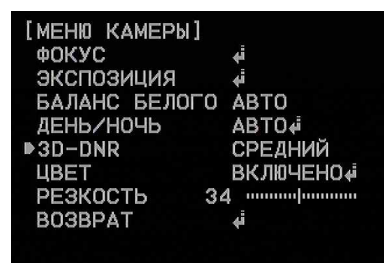 [МЕНЮ КАМЕРЫ]
ФОКУС
ЭКСПОЗИЦИЯ
БАЛАНС БЕЛОГО АВТО
ДЕНЬ/НОЧЬ АВТО
3D-DNR СРЕДНИЙ
ЦВЕТ ВКЛЮЧЕНО
РЕЗКОСТЬ 34
ВОЗВРАТ